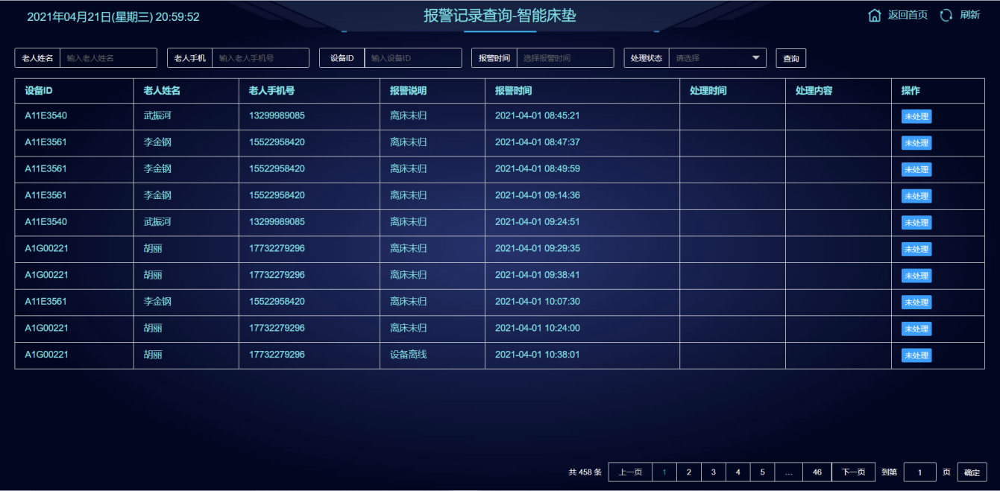 2021年04月21日(星期三) 20:59:52 报警记录查询-智能床垫 返回首页 刷新
老人姓名 输入老人姓名 老人手机 输入老人手机号 设备ID 输入设备ID 报警时间 选择报警时间 处理状态 请选择 查询
设备ID 老人姓名 老人手机号 报警说明 报警时间 处理时间 处理内容 操作
A11E3540 武振河 13299989085 离床未归 2021-04-01 08:45:21 未处理
A11E3561 李金钢 15522958420 离床未归 2021-04-01 08:47:37 未处理
A11E3561 李金钢 15522958420 离床未归 2021-04-01 08:49:59 未处理
A11E3561 李金钢 15522958420 离床未归 2021-04-01 09:14:36 未处理
A11E3540 武振河 13299989085 离床未归 2021-04-01 09:24:51 未处理
A1G00221 胡丽 17732279296 离床未归 2021-04-01 09:29:35 未处理
A1G00221 胡丽 17732279296 离床未归 2021-04-01 09:38:41 未处理
A11E3561 李金钢 15522958420 离床未归 2021-04-01 10:07:30 未处理
A1G00221 胡丽 17732279296 离床未归 2021-04-01 10:24:00 未处理
A1G00221 胡丽 17732279296 设备离线 2021-04-01 10:38:01 未处理
共 458 条 上一页 1 2 3 4 5 … 46 下一页 到第 1 页 确定